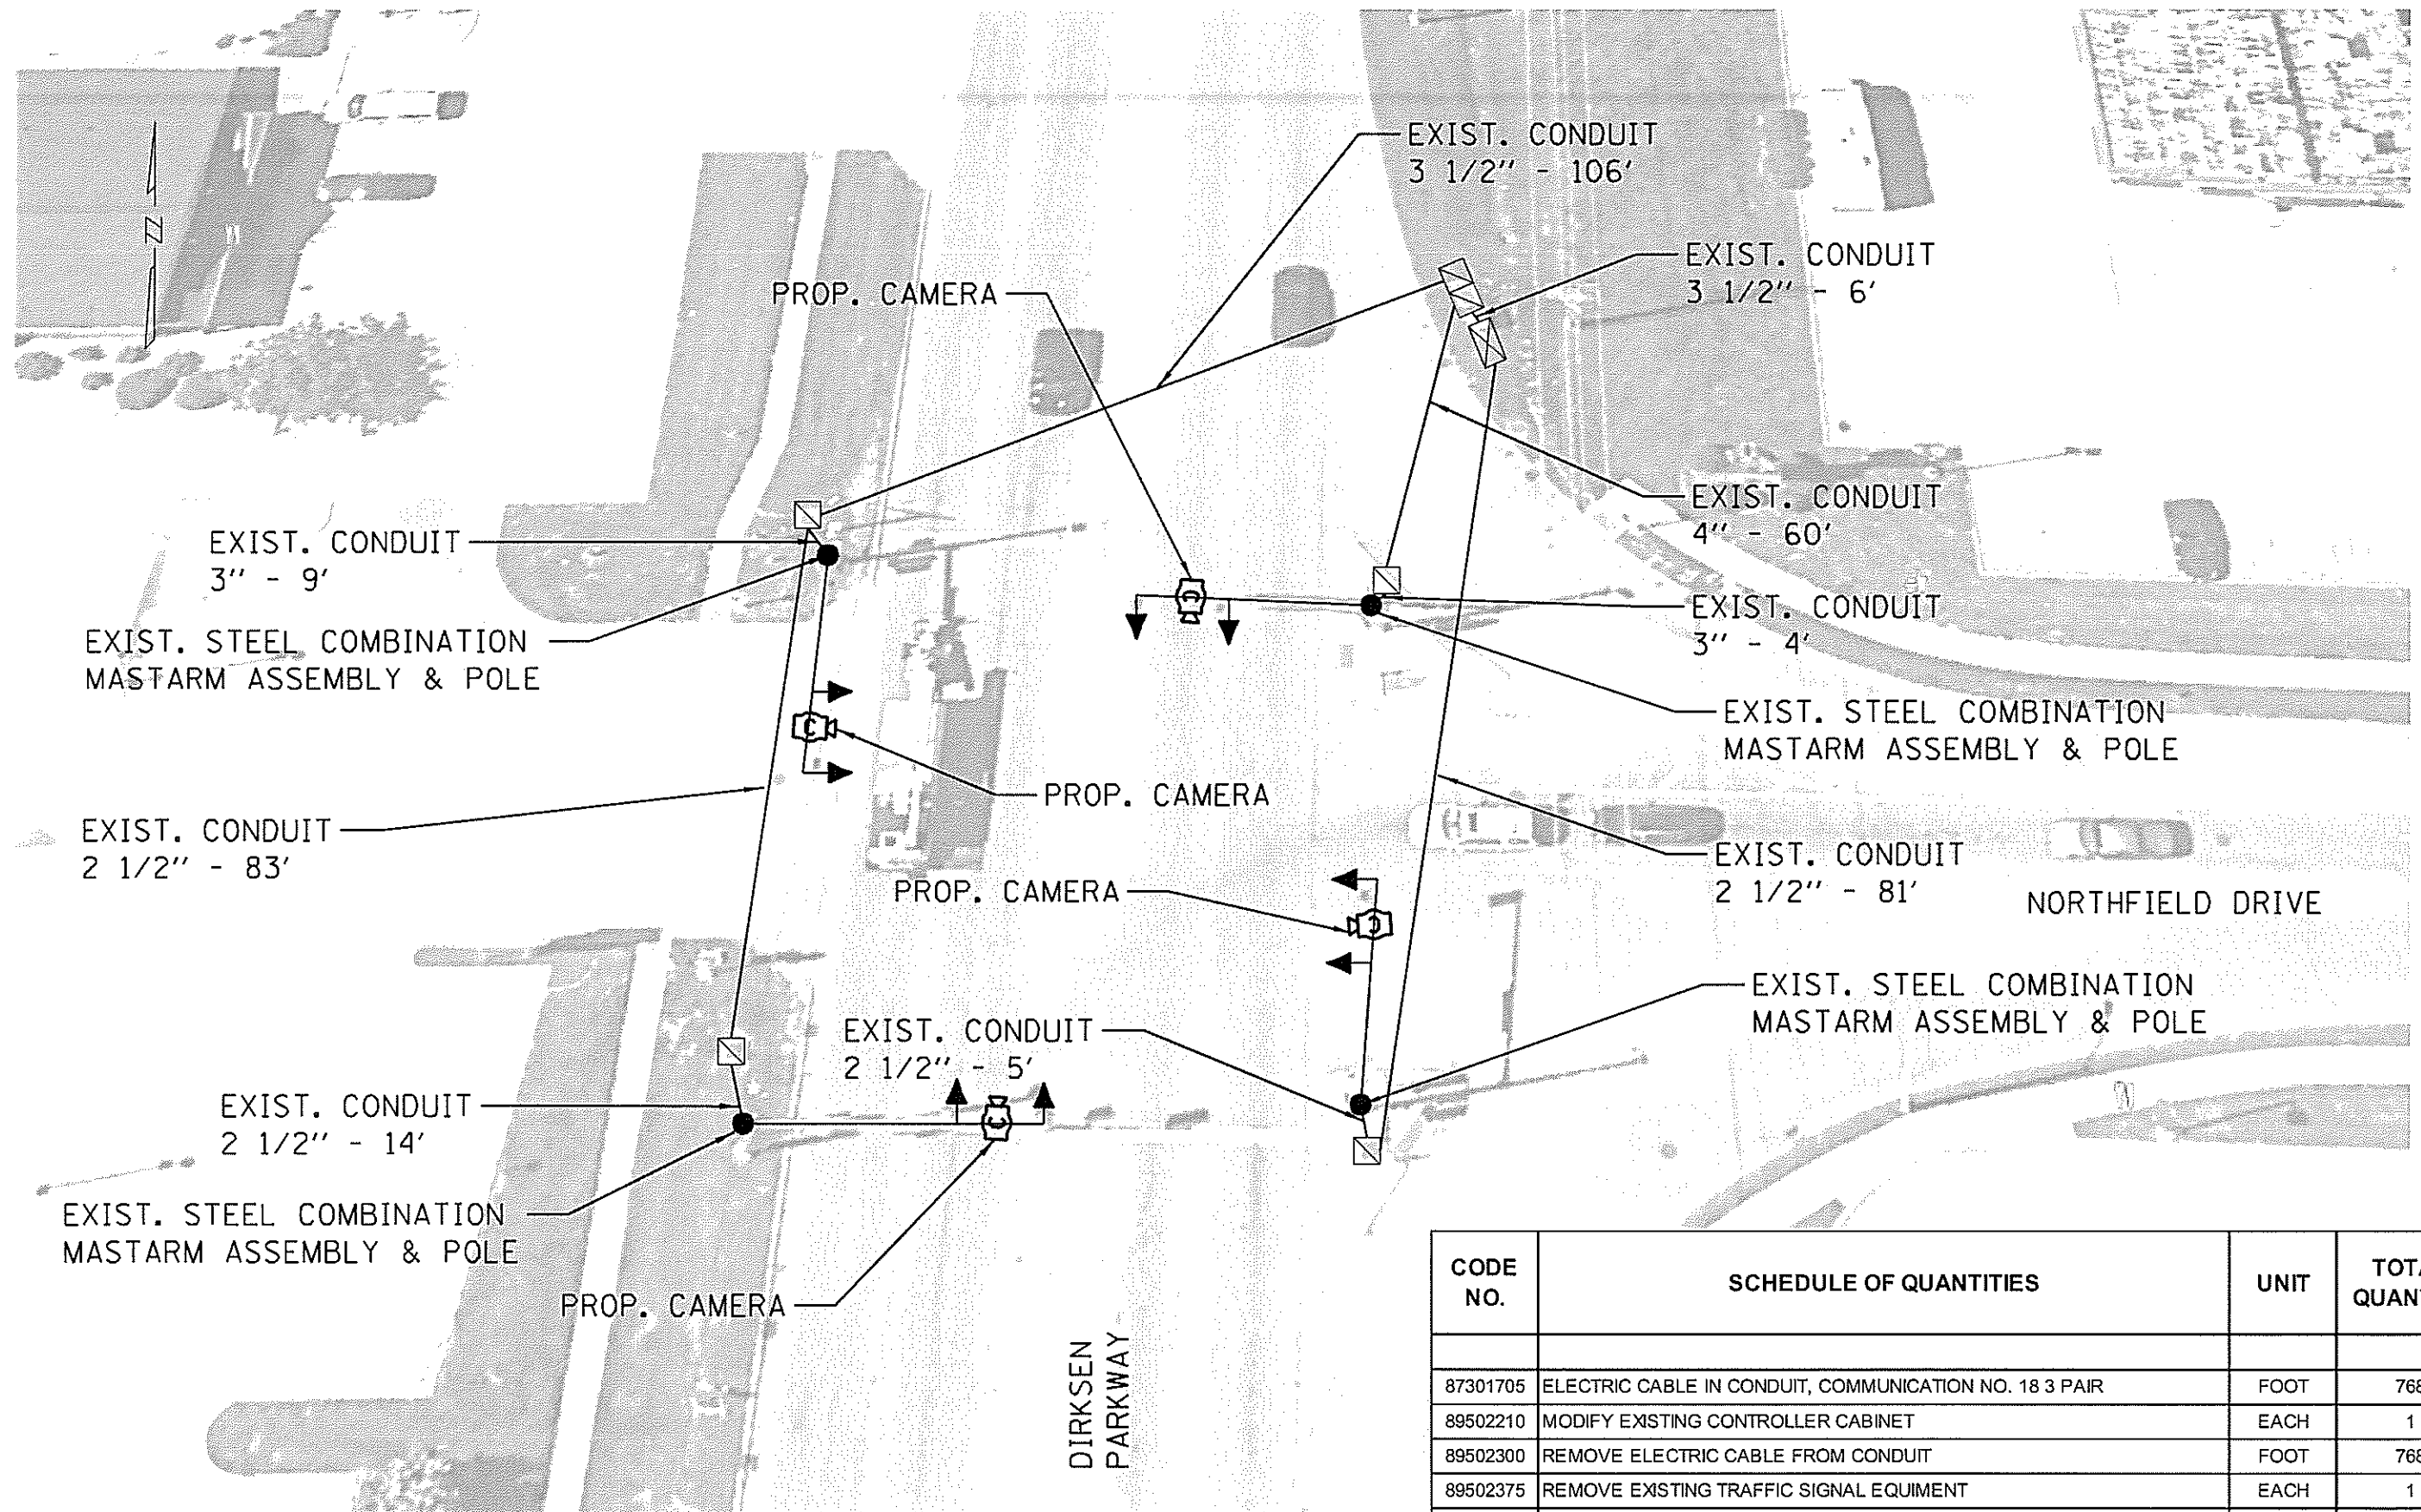 EXIST. CONDUIT
3 1/2" - 106'
EXIST. CONDUIT
3 1/2" - 6'
PROP. CAMERA
N
EXIST. CONDUIT
4" - 60'
EXIST. CONDUIT
3" - 9'
EXIST. CONDUIT
3" - 4'
EXIST. STEEL COMBINATION
MASTARM ASSEMBLY & POLE
EXIST. STEEL COMBINATION
MASTARM ASSEMBLY & POLE
C
C
PROP. CAMERA
EXIST. CONDUIT
2 1/2" - 83'
EXIST. CONDUIT
2 1/2" - 81'
PROP. CAMERA
C
NORTHFIELD DRIVE
EXIST. STEEL COMBINATION
MASTARM ASSEMBLY & POLE
EXIST. CONDUIT
2 1/2" - 5'
EXIST. CONDUIT
2 1/2" - 14'
C
EXIST. STEEL COMBINATION
MASTARM ASSEMBLY & POLE
PROP. CAMERA
DIRKSEN
PARKWAY
CODE NO. SCHEDULE OF QUANTITIES UNIT
87301705 ELECTRIC CABLE IN CONDUIT, COMMUNICATION NO. 18 3 PAIR FOOT 768
89502210 MODIFY EXISTING CONTROLLER CABINET EACH 1
89502300 REMOVE ELECTRIC CABLE FROM CONDUIT FOOT 768
89502375 REMOVE EXISTING TRAFFIC SIGNAL EQUIMENT EACH 1